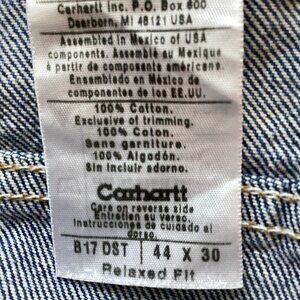 Carhartt Inc. P.O. Box 600
Dearborn, MI 48121 USA
Assembled in Mexico of USA
components. Assemblé au Mexique
à partir de composants américains.
Ensamblado en México de
componentes de los EE.UU.
100% Cotton.
Exclusive of trimming.
100% Coton.
Sans garniture.
100% Algodón.
Sin incluir adorno.
Carhartt
Care on reverse side
Entretien au verso.
Instrucciones de cuidado al
dorso
B17 DST 44 X 30
Relaxed Fit